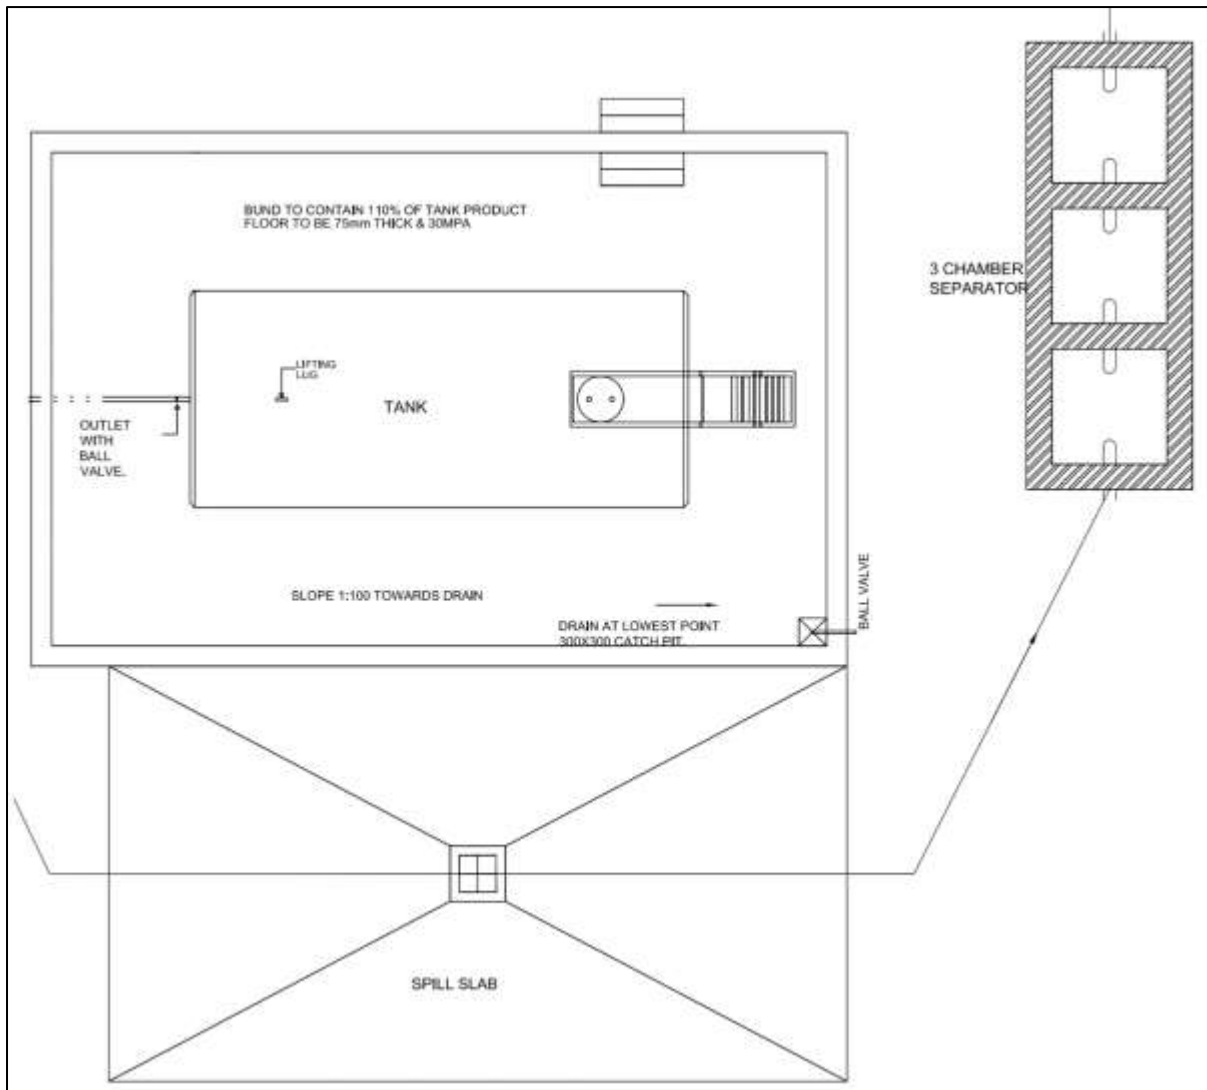 BUND TO CONTAIN 110% OF TANK PRODUCT
FLOOR TO BE 75mm THICK & 30MPA
3 CHAMBER
SEPARATOR
LIFTING
LUG
TANK
OUTLET
WITH
BALL
VALVE.
BALL VALVE
SLOPE 1:100 TOWARDS DRAIN
DRAIN AT LOWEST POINT
300X300 CATCH PIT.
SPILL SLAB